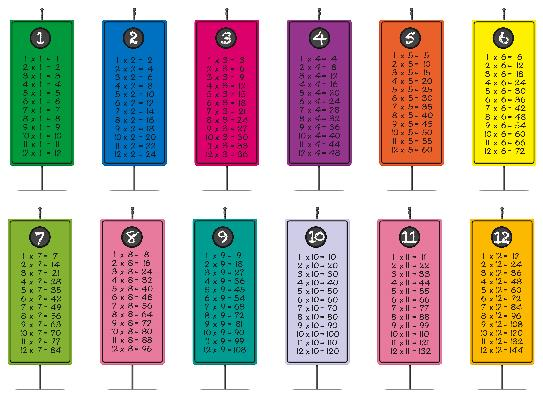 1
1 x 1 = 1
2 x 1 = 2
3 x 1 = 3
4 x 1 = 4
5 x 1 = 5
6 x 1 = 6
7 x 1 = 7
8 x 1 = 8
9 x 1 = 9
10 x 1 = 10
11 x 1 = 11
12 x 1 = 12
2
1 x 2 = 2
2 x 2 = 4
3 x 2 = 6
4 x 2 = 8
5 x 2 = 10
6 x 2 = 12
7 x 2 = 14
8 x 2 = 16
9 x 2 = 18
10 x 2 = 20
11 x 2 = 22
12 x 2 = 24
3
1 x 3 = 3
2 x 3 = 6
3 x 3 = 9
4 x 3 = 12
5 x 3 = 15
6 x 3 = 18
7 x 3 = 21
8 x 3 = 24
9 x 3 = 27
10 x 3 = 30
11 x 3 = 33
12 x 3 = 36
4
1 x 4 = 4
2 x 4 = 8
3 x 4 = 12
4 x 4 = 16
5 x 4 = 20
6 x 4 = 24
7 x 4 = 28
8 x 4 = 32
9 x 4 = 36
10 x 4 = 40
11 x 4 = 44
12 x 4 = 48
5
1 x 5 = 5
2 x 5 = 10
3 x 5 = 15
4 x 5 = 20
5 x 5 = 25
6 x 5 = 30
7 x 5 = 35
8 x 5 = 40
9 x 5 = 45
10 x 5 = 50
11 x 5 = 55
12 x 5 = 60
6
1 x 6 = 6
2 x 6 = 12
3 x 6 = 18
4 x 6 = 24
5 x 6 = 30
6 x 6 = 36
7 x 6 = 42
8 x 6 = 48
9 x 6 = 54
10 x 6 = 60
11 x 6 = 66
12 x 6 = 72
7
1 x 7 = 7
2 x 7 = 14
3 x 7 = 21
4 x 7 = 28
5 x 7 = 35
6 x 7 = 42
7 x 7 = 49
8 x 7 = 56
9 x 7 = 63
10 x 7 = 70
11 x 7 = 77
12 x 7 = 84
8
1 x 8 = 8
2 x 8 = 16
3 x 8 = 24
4 x 8 = 32
5 x 8 = 40
6 x 8 = 48
7 x 8 = 56
8 x 8 = 64
9 x 8 = 72
10 x 8 = 80
11 x 8 = 88
12 x 8 = 96
9
1 x 9 = 9
2 x 9 = 18
3 x 9 = 27
4 x 9 = 36
5 x 9 = 45
6 x 9 = 54
7 x 9 = 63
8 x 9 = 72
9 x 9 = 81
10 x 9 = 90
11 x 9 = 99
12 x 9 = 108
10
1 x 10 = 10
2 x 10 = 20
3 x 10 = 30
4 x 10 = 40
5 x 10 = 50
6 x 10 = 60
7 x 10 = 70
8 x 10 = 80
9 x 10 = 90
10 x 10 = 100
11 x 10 = 110
12 x 10 = 120
11
1 x 11 = 11
2 x 11 = 22
3 x 11 = 33
4 x 11 = 44
5 x 11 = 55
6 x 11 = 66
7 x 11 = 77
8 x 11 = 88
9 x 11 = 99
10 x 11 = 110
11 x 11 = 121
12 x 11 = 132
12
1 x 12 = 12
2 x 12 = 24
3 x 12 = 36
4 x 12 = 48
5 x 12 = 60
6 x 12 = 72
7 x 12 = 84
8 x 12 = 96
9 x 12 = 108
10 x 12 = 120
11 x 12 = 132
12 x 12 = 144